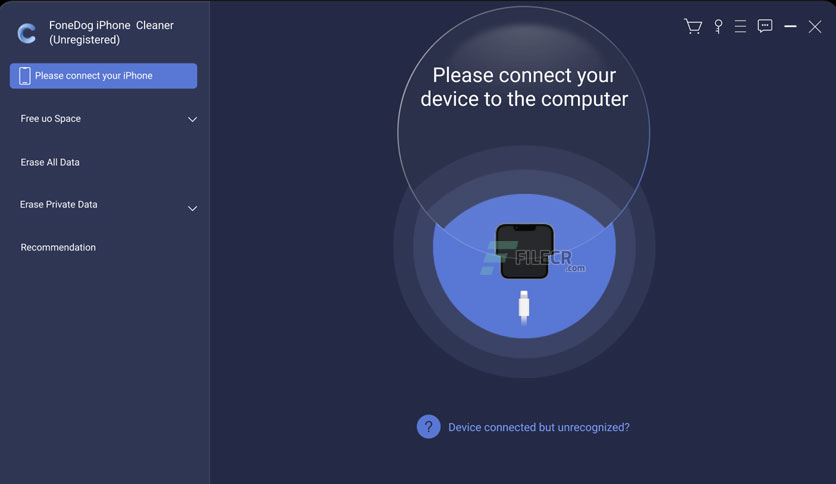 FoneDog iPhone Cleaner
(Unregistered)
Please connect your iPhone
Free uo Space
Erase All Data
Erase Private Data
Recommendation
Please connect your
device to the computer
FILECR
.com
?
Device connected but unrecognized?